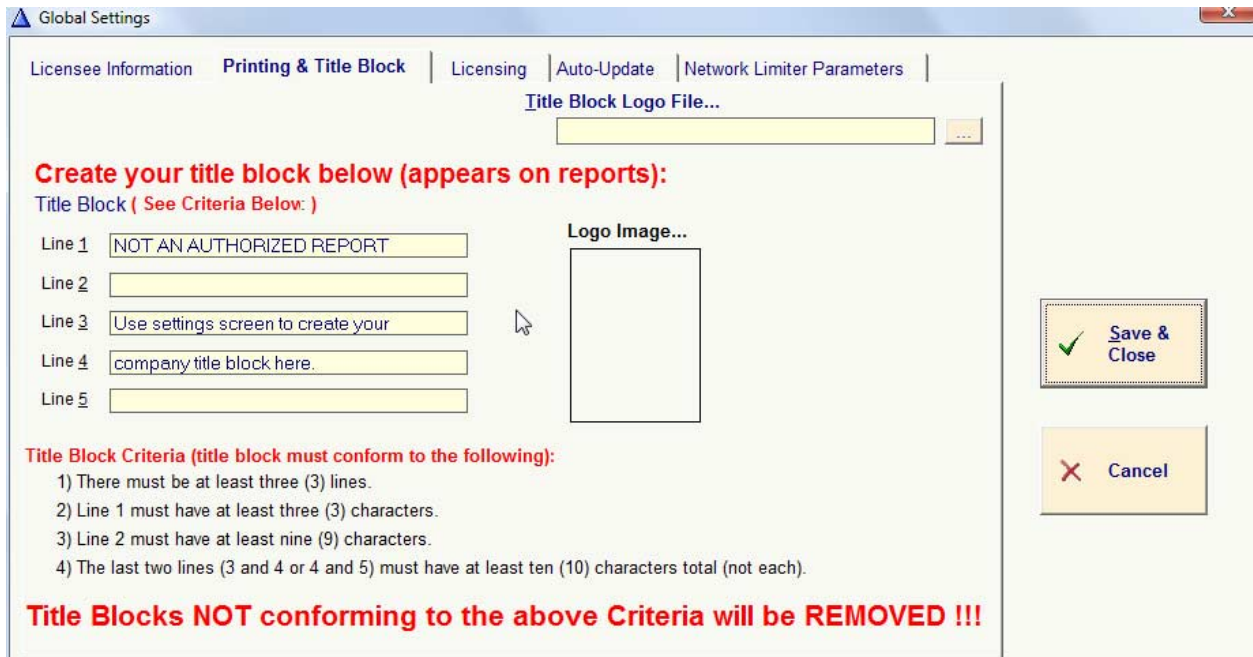 Global Settings
Licensee Information Printing & Title Block Licensing Auto-Update Network Limiter Parameters
Title Block Logo File...
...
Create your title block below (appears on reports):
Title Block ( See Criteria Below: )
Logo Image...
Line 1 NOT AN AUTHORIZED REPORT
Line 2
Line 3 Use settings screen to create your
Line 4 company title block here.
Line 5
Save &
Close
Cancel
Title Block Criteria (title block must conform to the following):
1) There must be at least three (3) lines.
2) Line 1 must have at least three (3) characters.
3) Line 2 must have at least nine (9) characters.
4) The last two lines (3 and 4 or 4 and 5) must have at least ten (10) characters total (not each).
Title Blocks NOT conforming to the above Criteria will be REMOVED !!!